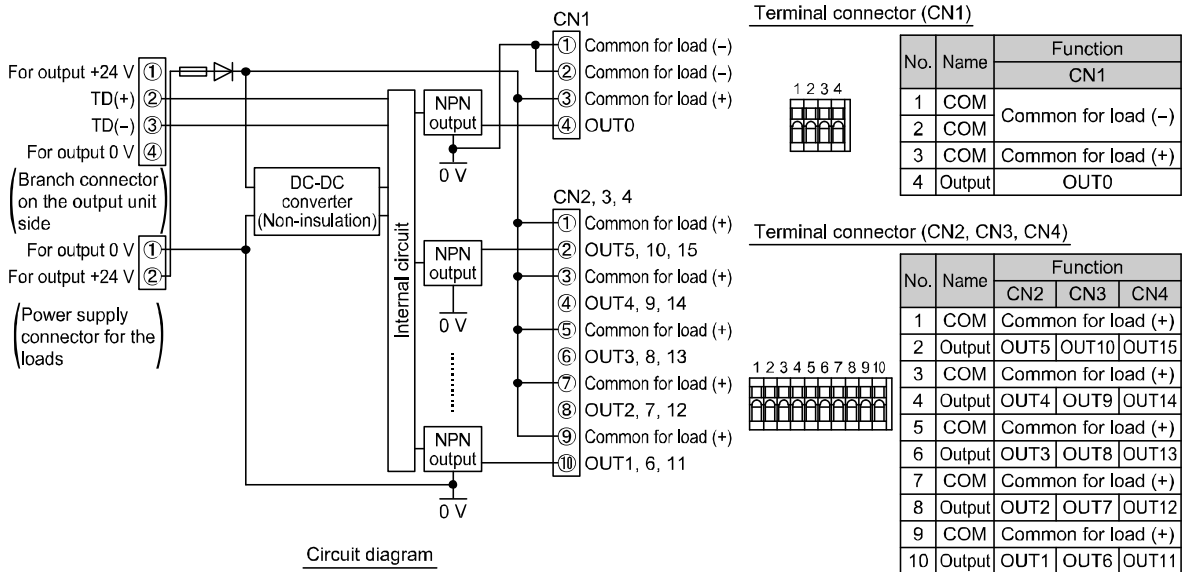 For output +24 V ①
TD(+) ②
TD(−) ③
For output 0 V ④
(Branch connector
on the output unit
side)
For output 0 V ①
For output +24 V ②
(Power supply
connector for the
loads)
DC-DC
converter
(Non-insulation)
Internal circuit
NPN
output
0 V
NPN
output
0 V
NPN
output
0 V
CN1
① Common for load (−)
② Common for load (−)
③ Common for load (+)
④ OUT0
CN2, 3, 4
① Common for load (+)
② OUT5, 10, 15
③ Common for load (+)
④ OUT4, 9, 14
⑤ Common for load (+)
⑥ OUT3, 8, 13
⑦ Common for load (+)
⑧ OUT2, 7, 12
⑨ Common for load (+)
⑩ OUT1, 6, 11
Circuit diagram
Terminal connector (CN1)
1 2 3 4
No. Name Function
CN1
1 COM Common for load (−)
2 COM
3 COM Common for load (+)
4 Output OUT0
Terminal connector (CN2, CN3, CN4)
1 2 3 4 5 6 7 8 9 10
No. Name Function
CN2 CN3 CN4
1 COM Common for load (+)
2 Output OUT5 OUT10 OUT15
3 COM Common for load (+)
4 Output OUT4 OUT9 OUT14
5 COM Common for load (+)
6 Output OUT3 OUT8 OUT13
7 COM Common for load (+)
8 Output OUT2 OUT7 OUT12
9 COM Common for load (+)
10 Output OUT1 OUT6 OUT11